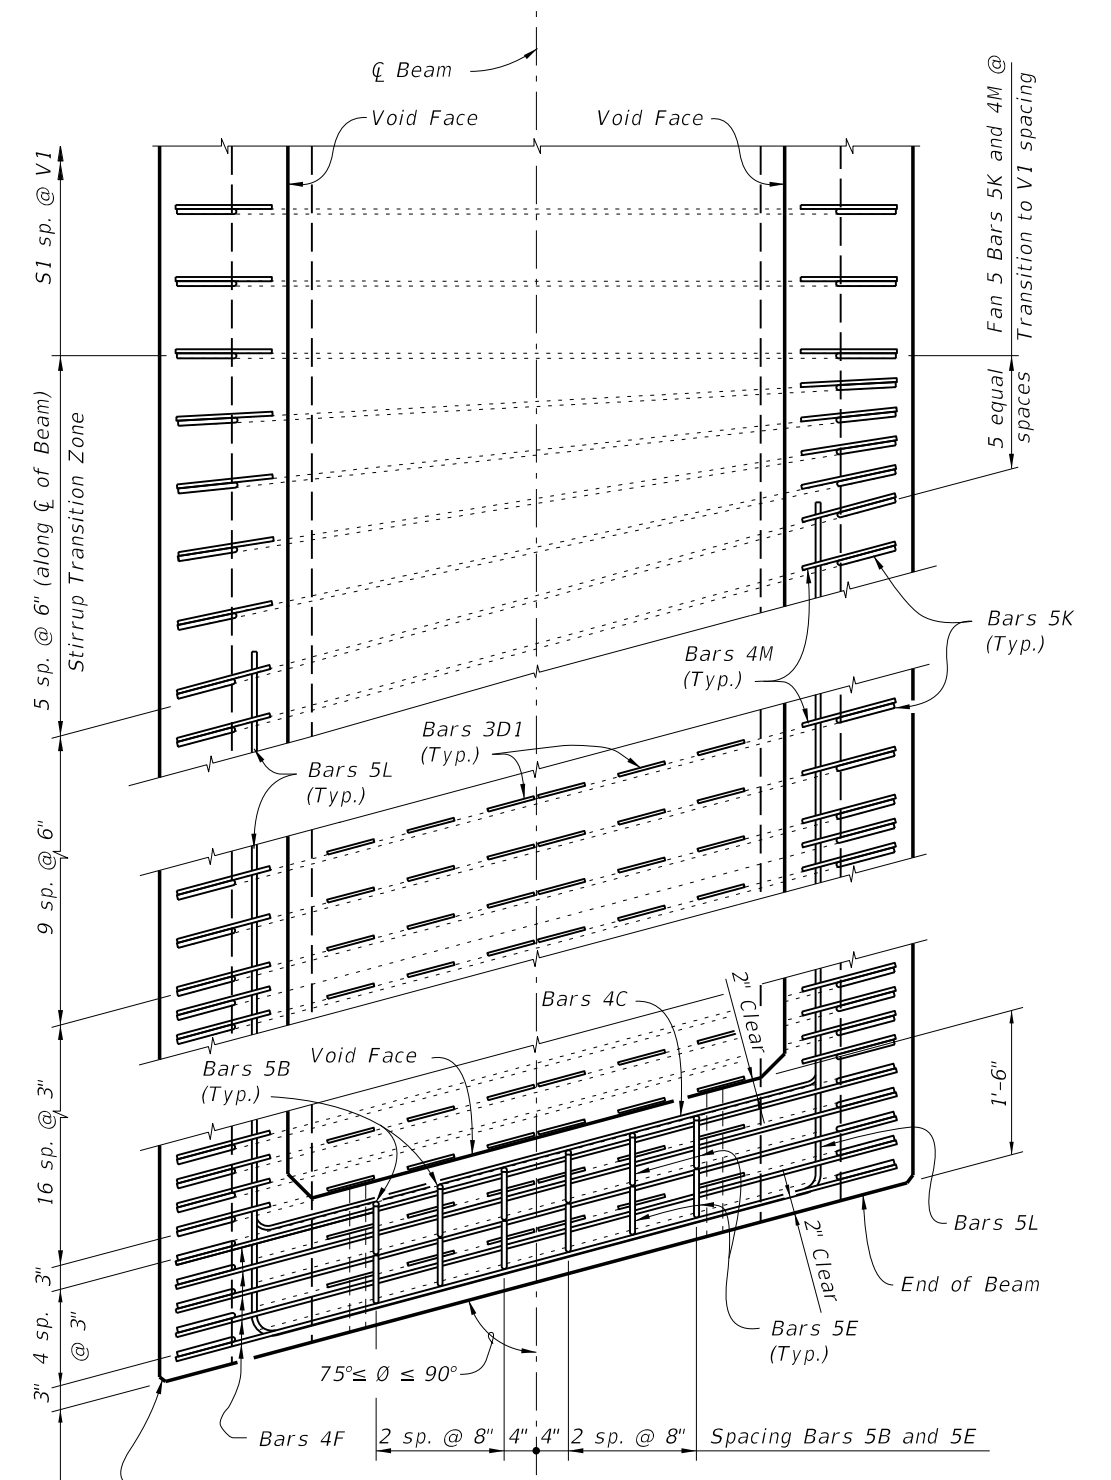 ℄ Beam
Void Face
Void Face
S1 sp. @ V1
Fan 5 Bars 5K and 4M @
Transition to V1 spacing
5 equal
spaces
5 sp. @ 6" (along ℄ of Beam)
Stirrup Transition Zone
Bars 5K
(Typ.)
Bars 4M
(Typ.)
Bars 3D1
(Typ.)
Bars 5L
(Typ.)
9 sp. @ 6"
2" Clear
Bars 4C
Void Face
Bars 5B
(Typ.)
16 sp. @ 3"
1'-6"
Bars 5L
3"
2" Clear
End of Beam
4 sp.
@ 3"
Bars 5E
(Typ.)
75°≤ Ø ≤ 90°
3"
Bars 4F
2 sp. @ 8"
4"
4"
2 sp. @ 8"
Spacing Bars 5B and 5E